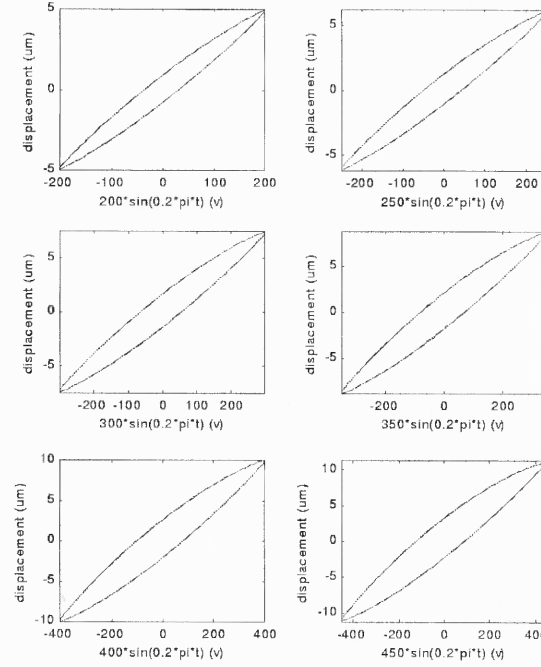 5
0
-5
displacement (um)
-200 -100 0 100 200
200*sin(0.2*pi*t) (v)
5
0
-5
displacement (um)
-200 -100 0 100 200
250*sin(0.2*pi*t) (v)
5
0
-5
displacement (um)
-200 -100 0 100 200
300*sin(0.2*pi*t) (v)
5
0
-5
displacement (um)
-200 0 200
350*sin(0.2*pi*t) (v)
10
5
0
-5
-10
displacement (um)
-400 -200 0 200 400
400*sin(0.2*pi*t) (v)
10
5
0
-5
-10
displacement (um)
-400 -200 0 200 400
450*sin(0.2*pi*t) (v)